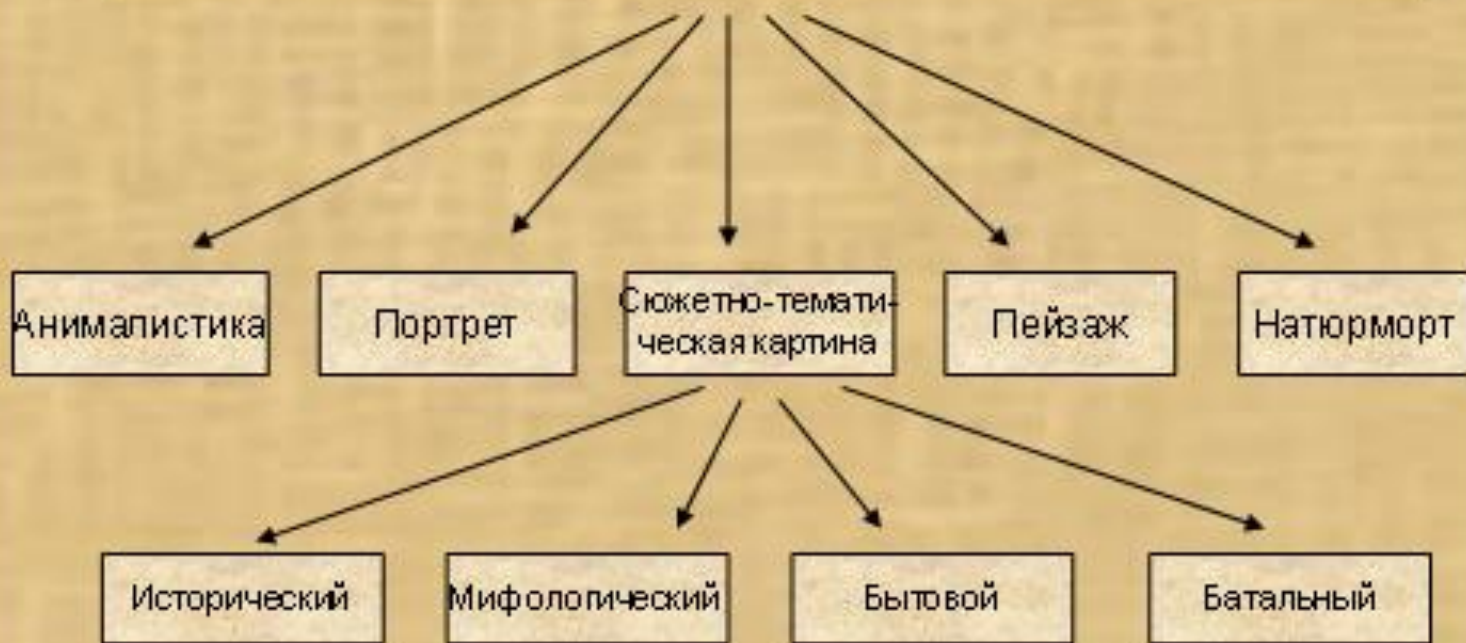 Анималистика
Портрет
Сюжетно-темати-
ческая картина
Пейзаж
Натюрморт
Исторический
Мифологический
Бытовой
Батальный